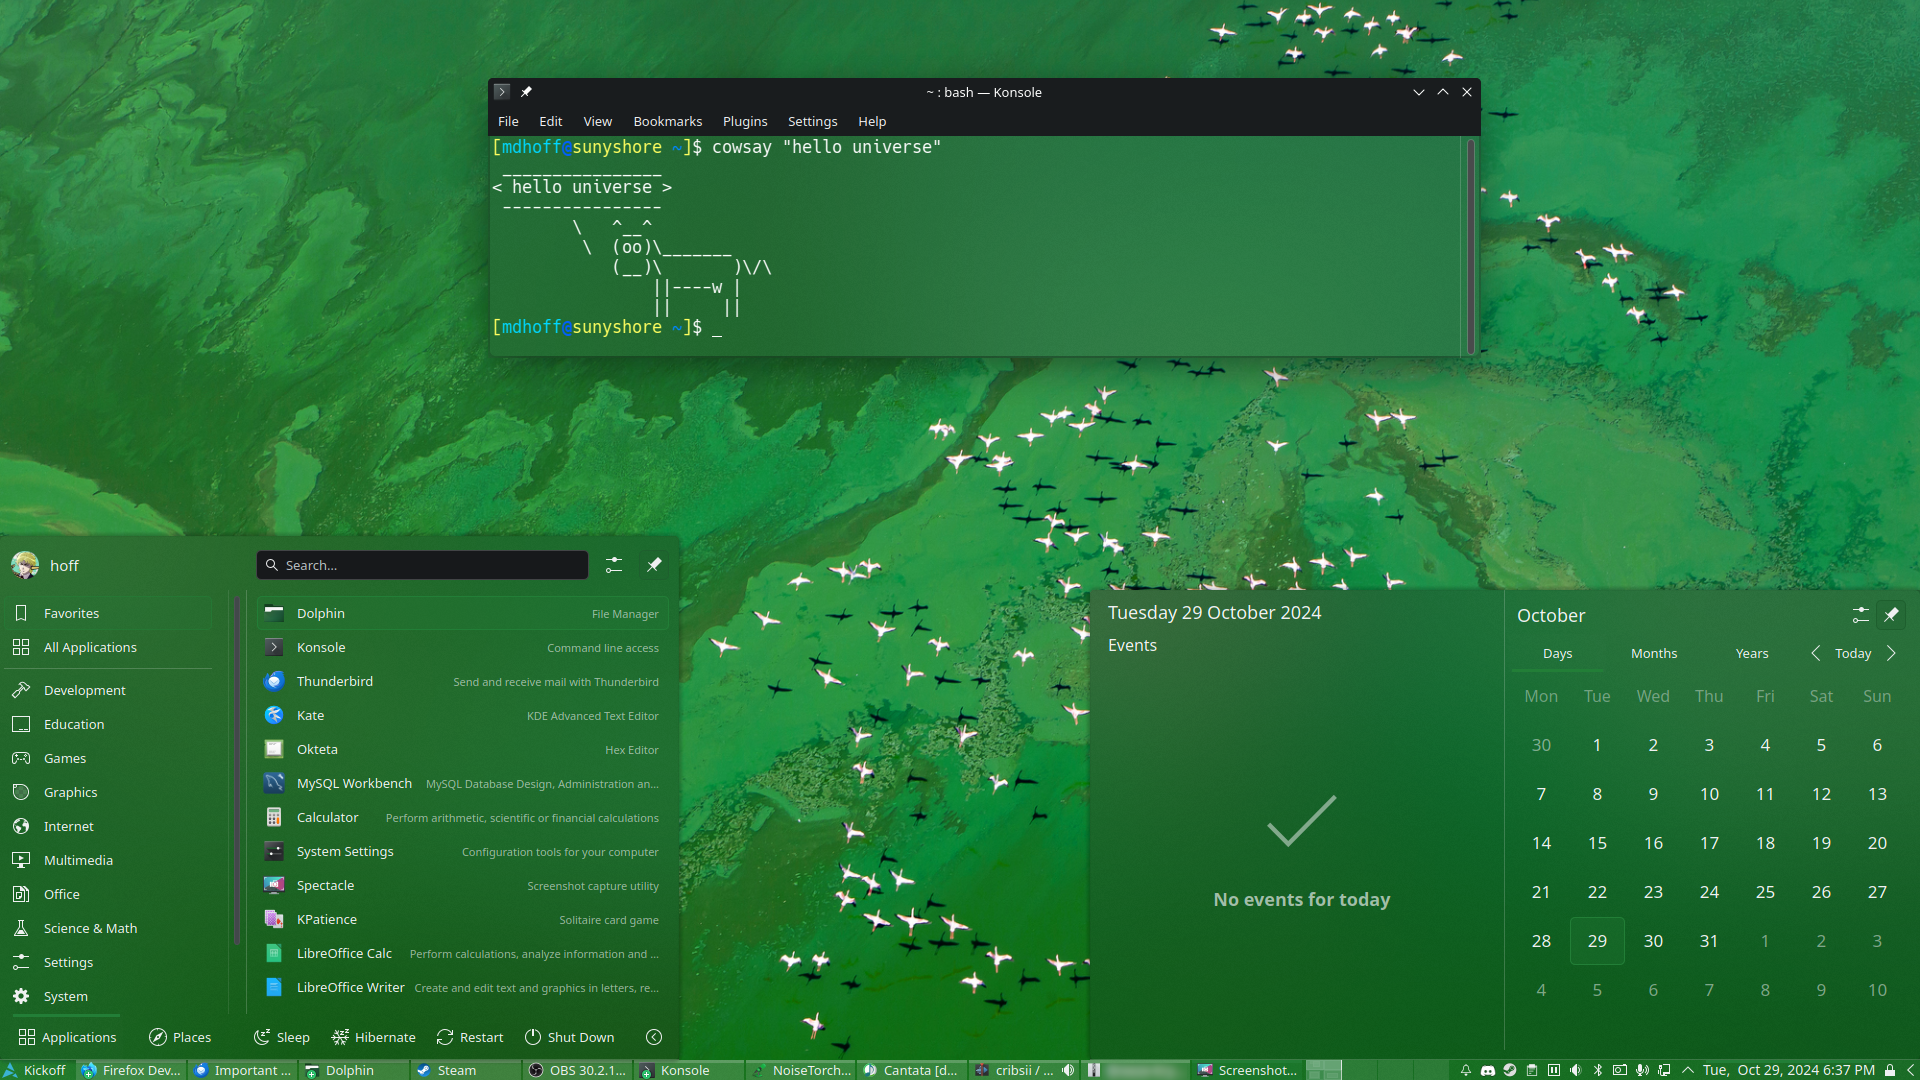 ~ : bash — Konsole
File Edit View Bookmarks Plugins Settings Help
[mdhoff@sunyshore ~]$ cowsay "hello universe"
 ________________
< hello universe >
 ----------------
        \   ^__^
         \  (oo)\_______
            (__)\       )\/\
                ||----w |
                ||     ||
[mdhoff@sunyshore ~]$ _
hoff
Search...
Favorites
All Applications
Development
Education
Games
Graphics
Internet
Multimedia
Office
Science & Math
Settings
System
Dolphin File Manager
Konsole Command line access
Thunderbird Send and receive mail with Thunderbird
Kate KDE Advanced Text Editor
Okteta Hex Editor
MySQL Workbench MySQL Database Design, Administration an...
Calculator Perform arithmetic, scientific or financial calculations
System Settings Configuration tools for your computer
Spectacle Screenshot capture utility
KPatience Solitaire card game
LibreOffice Calc Perform calculations, analyze information and ...
LibreOffice Writer Create and edit text and graphics in letters, re...
Applications Places Sleep Hibernate Restart Shut Down
Tuesday 29 October 2024
Events
No events for today
October
Days Months Years Today
Mon Tue Wed Thu Fri Sat Sun
30 1 2 3 4 5 6
7 8 9 10 11 12 13
14 15 16 17 18 19 20
21 22 23 24 25 26 27
28 29 30 31 1 2 3
4 5 6 7 8 9 10
Kickoff Firefox Dev... Important ... Dolphin Steam OBS 30.2.1... Konsole NoiseTorch... Cantata [d... cribsii / ... Screenshot... Tue, Oct 29, 2024 6:37 PM